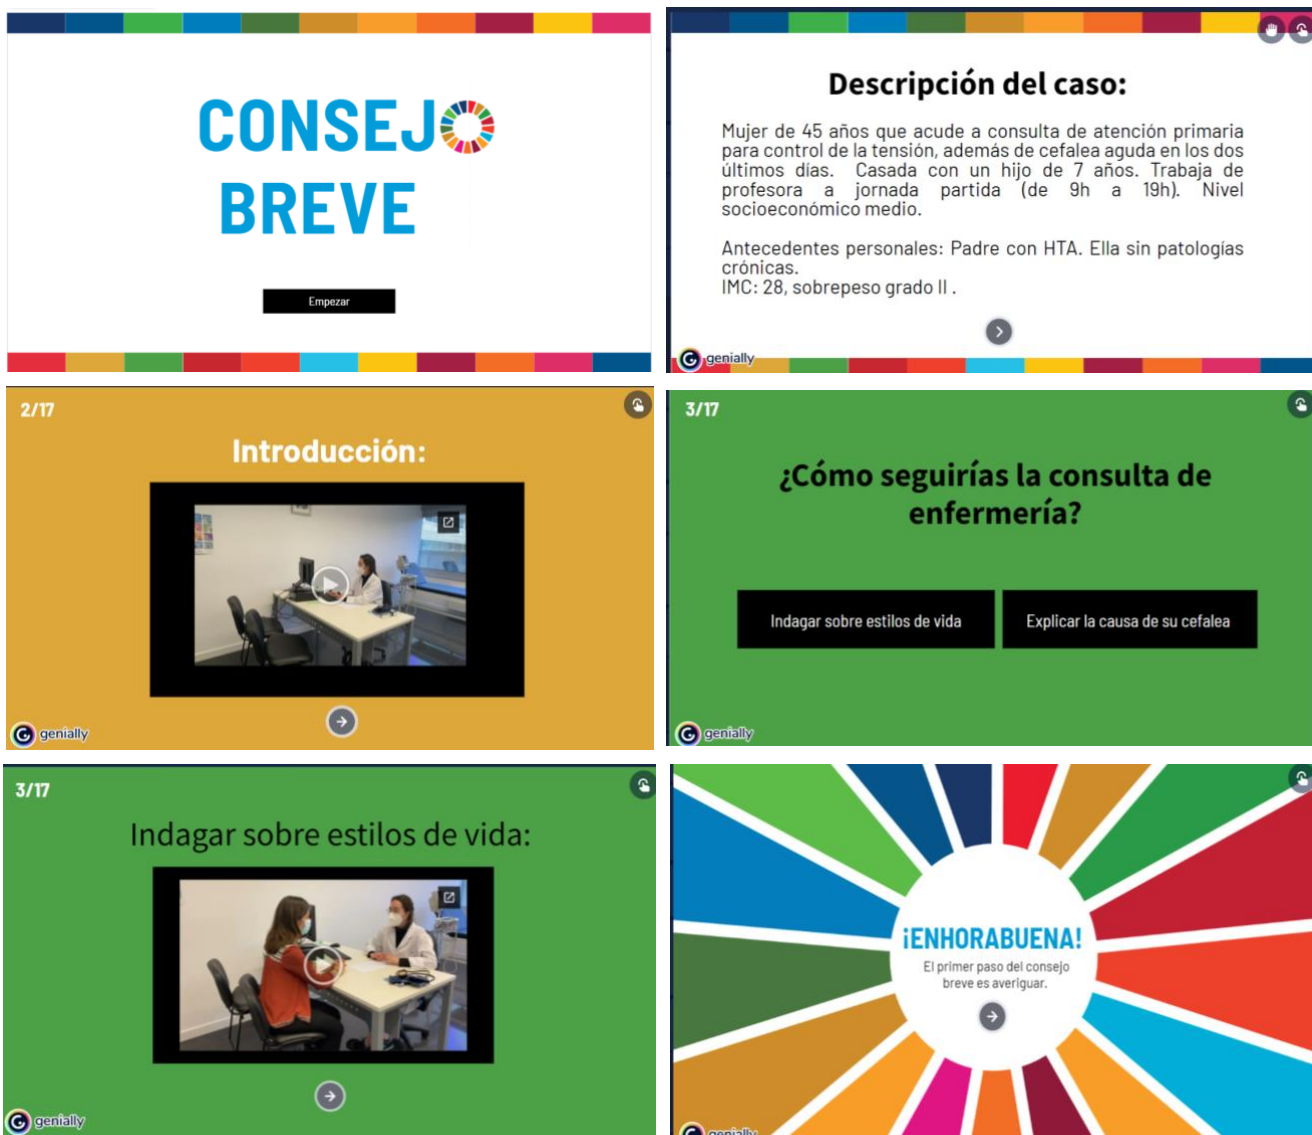 CONSEJO
BREVE
Empezar
Descripción del caso:
Mujer de 45 años que acude a consulta de atención primaria
para control de la tensión, además de cefalea aguda en los dos
últimos días. Casada con un hijo de 7 años. Trabaja de
profesora a jornada partida (de 9h a 19h). Nivel
socioeconómico medio.
Antecedentes personales: Padre con HTA. Ella sin patologías
crónicas.
IMC: 28, sobrepeso grado II .
genially
2/17
Introducción:
genially
3/17
¿Cómo seguirías la consulta de
enfermería?
Indagar sobre estilos de vida
Explicar la causa de su cefalea
genially
3/17
Indagar sobre estilos de vida:
genially
¡ENHORABUENA!
El primer paso del consejo
breve es averiguar.
genially